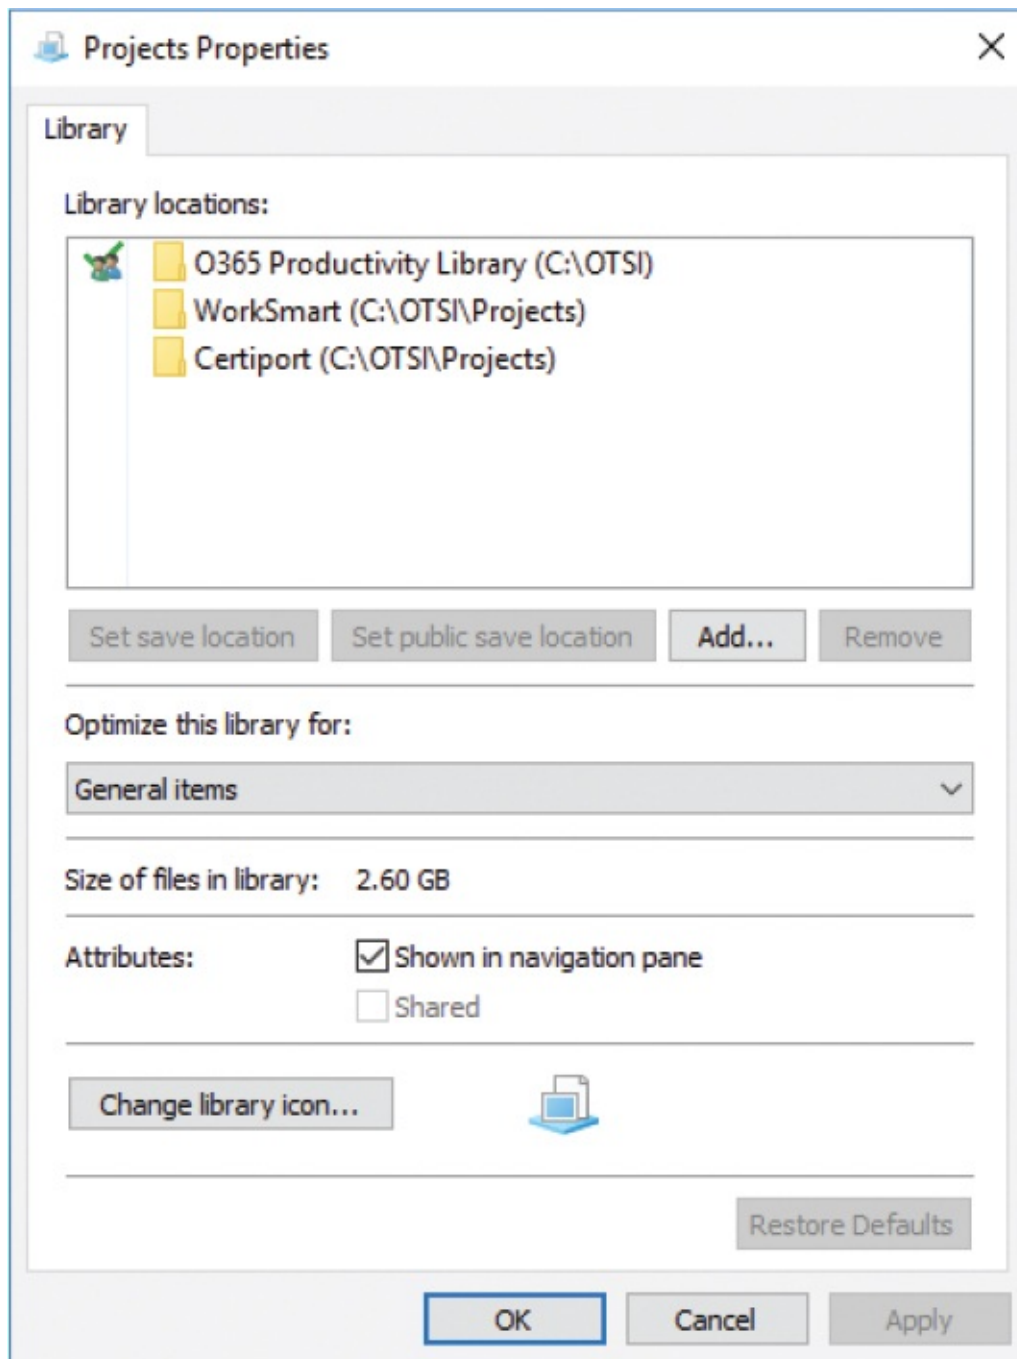 Projects Properties
Library
Library locations:
O365 Productivity Library (C:\OTSI)
WorkSmart (C:\OTSI\Projects)
Certiport (C:\OTSI\Projects)
Set save location Set public save location Add... Remove
Optimize this library for:
General items
Size of files in library: 2.60 GB
Attributes: Shown in navigation pane
Shared
Change library icon...
Restore Defaults
OK Cancel Apply